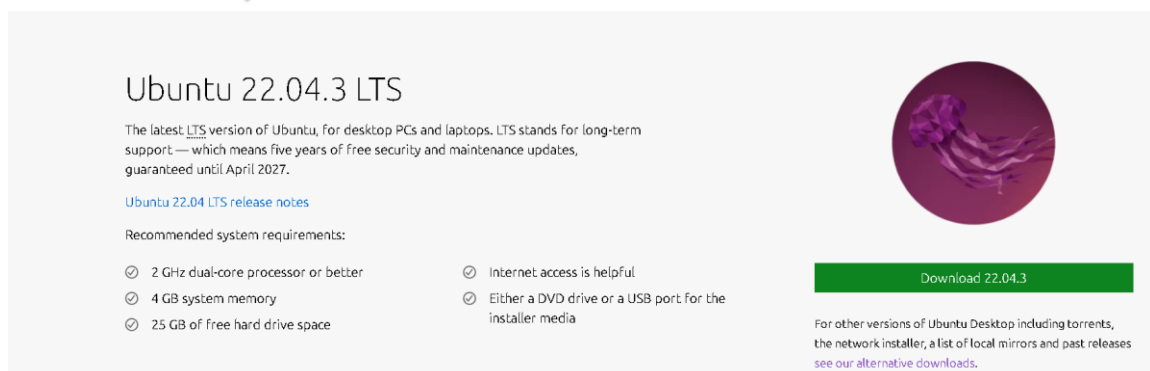 Ubuntu 22.04.3 LTS
The latest LTS version of Ubuntu, for desktop PCs and laptops. LTS stands for long-term
support — which means five years of free security and maintenance updates,
guaranteed until April 2027.
Ubuntu 22.04 LTS release notes
Recommended system requirements:
2 GHz dual-core processor or better
4 GB system memory
25 GB of free hard drive space
Internet access is helpful
Either a DVD drive or a USB port for the
installer media
Download 22.04.3
For other versions of Ubuntu Desktop including torrents,
the network installer, a list of local mirrors and past releases
see our alternative downloads.